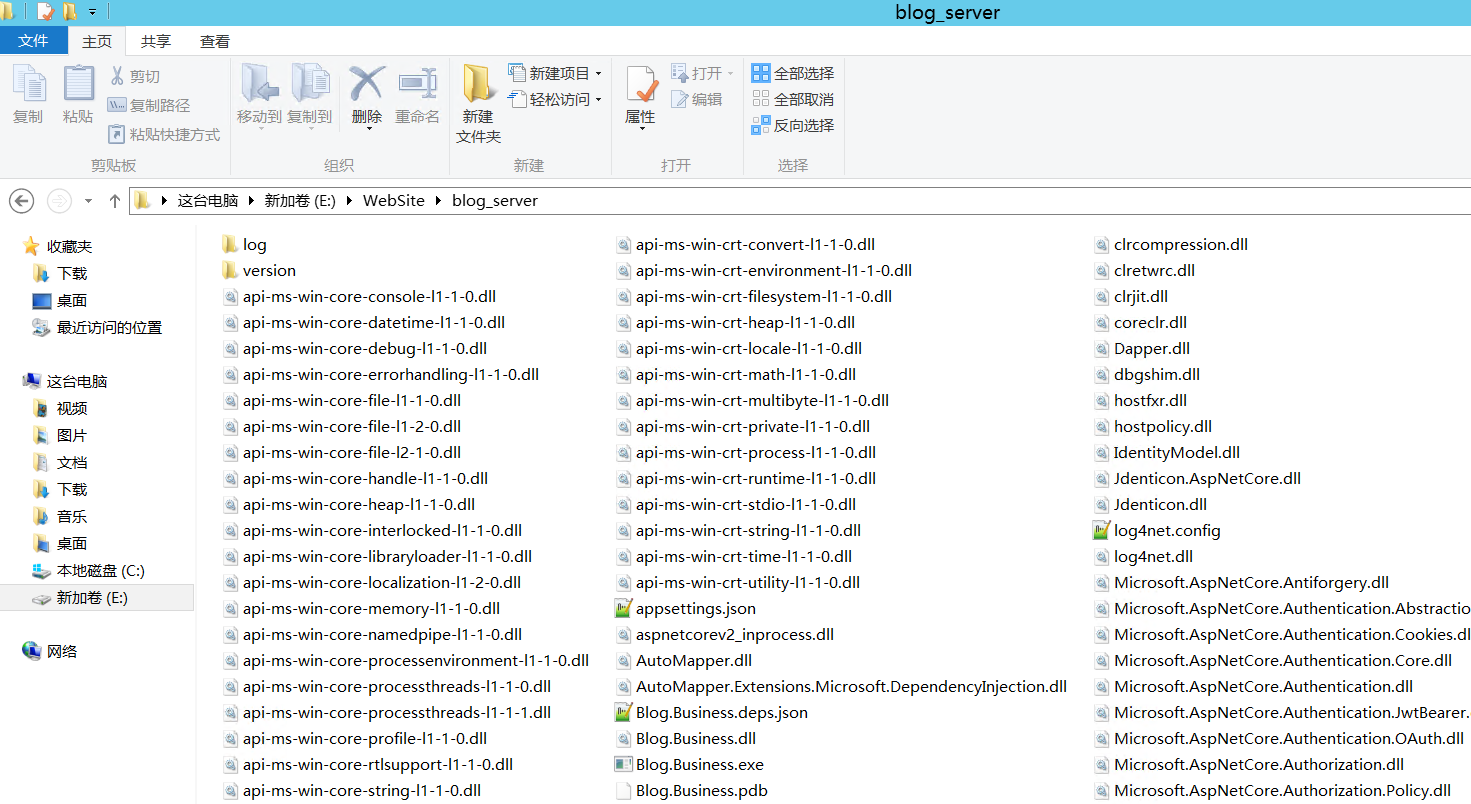 blog_server
文件
主页
共享
查看
复制
粘贴
剪切
复制路径
粘贴快捷方式
剪贴板
移动到
复制到
删除
重命名
组织
新建
文件夹
新建项目
轻松访问
新建
属性
打开
编辑
打开
全部选择
全部取消
反向选择
选择
这台电脑
新加卷 (E:)
WebSite
blog_server
收藏夹
下载
桌面
最近访问的位置
这台电脑
视频
图片
文档
下载
音乐
桌面
本地磁盘 (C:)
新加卷 (E:)
网络
log
version
api-ms-win-core-console-l1-1-0.dll
api-ms-win-core-datetime-l1-1-0.dll
api-ms-win-core-debug-l1-1-0.dll
api-ms-win-core-errorhandling-l1-1-0.dll
api-ms-win-core-file-l1-1-0.dll
api-ms-win-core-file-l1-2-0.dll
api-ms-win-core-file-l2-1-0.dll
api-ms-win-core-handle-l1-1-0.dll
api-ms-win-core-heap-l1-1-0.dll
api-ms-win-core-interlocked-l1-1-0.dll
api-ms-win-core-libraryloader-l1-1-0.dll
api-ms-win-core-localization-l1-2-0.dll
api-ms-win-core-memory-l1-1-0.dll
api-ms-win-core-namedpipe-l1-1-0.dll
api-ms-win-core-processenvironment-l1-1-0.dll
api-ms-win-core-processthreads-l1-1-0.dll
api-ms-win-core-processthreads-l1-1-1.dll
api-ms-win-core-profile-l1-1-0.dll
api-ms-win-core-rtlsupport-l1-1-0.dll
api-ms-win-core-string-l1-1-0.dll
api-ms-win-crt-convert-l1-1-0.dll
api-ms-win-crt-environment-l1-1-0.dll
api-ms-win-crt-filesystem-l1-1-0.dll
api-ms-win-crt-heap-l1-1-0.dll
api-ms-win-crt-locale-l1-1-0.dll
api-ms-win-crt-math-l1-1-0.dll
api-ms-win-crt-multibyte-l1-1-0.dll
api-ms-win-crt-private-l1-1-0.dll
api-ms-win-crt-process-l1-1-0.dll
api-ms-win-crt-runtime-l1-1-0.dll
api-ms-win-crt-stdio-l1-1-0.dll
api-ms-win-crt-string-l1-1-0.dll
api-ms-win-crt-time-l1-1-0.dll
api-ms-win-crt-utility-l1-1-0.dll
appsettings.json
aspnetcorev2_inprocess.dll
AutoMapper.dll
AutoMapper.Extensions.Microsoft.DependencyInjection.dll
Blog.Business.deps.json
Blog.Business.dll
Blog.Business.exe
Blog.Business.pdb
clrcompression.dll
clretwrc.dll
clrjit.dll
coreclr.dll
Dapper.dll
dbgshim.dll
hostfxr.dll
hostpolicy.dll
IdentityModel.dll
Jdenticon.AspNetCore.dll
Jdenticon.dll
log4net.config
log4net.dll
Microsoft.AspNetCore.Antiforgery.dll
Microsoft.AspNetCore.Authentication.Abstractio
Microsoft.AspNetCore.Authentication.Cookies.dl
Microsoft.AspNetCore.Authentication.Core.dll
Microsoft.AspNetCore.Authentication.dll
Microsoft.AspNetCore.Authentication.JwtBearer.
Microsoft.AspNetCore.Authentication.OAuth.dll
Microsoft.AspNetCore.Authorization.dll
Microsoft.AspNetCore.Authorization.Policy.dll